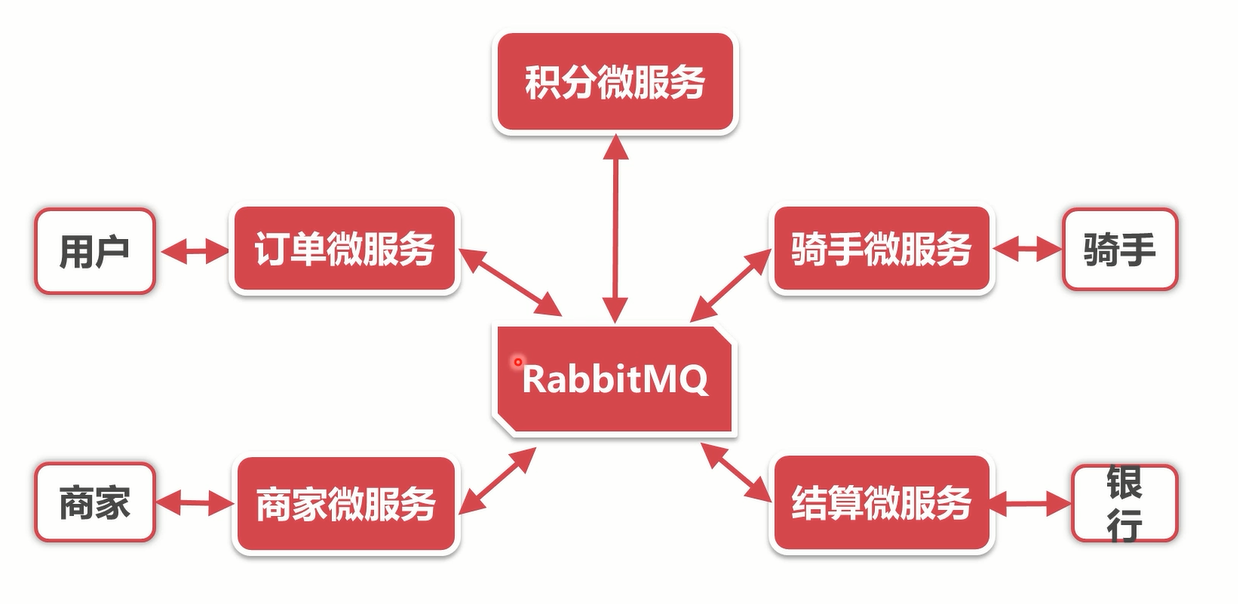 积分微服务
用户
订单微服务
骑手微服务
骑手
RabbitMQ
商家
商家微服务
结算微服务
银
行